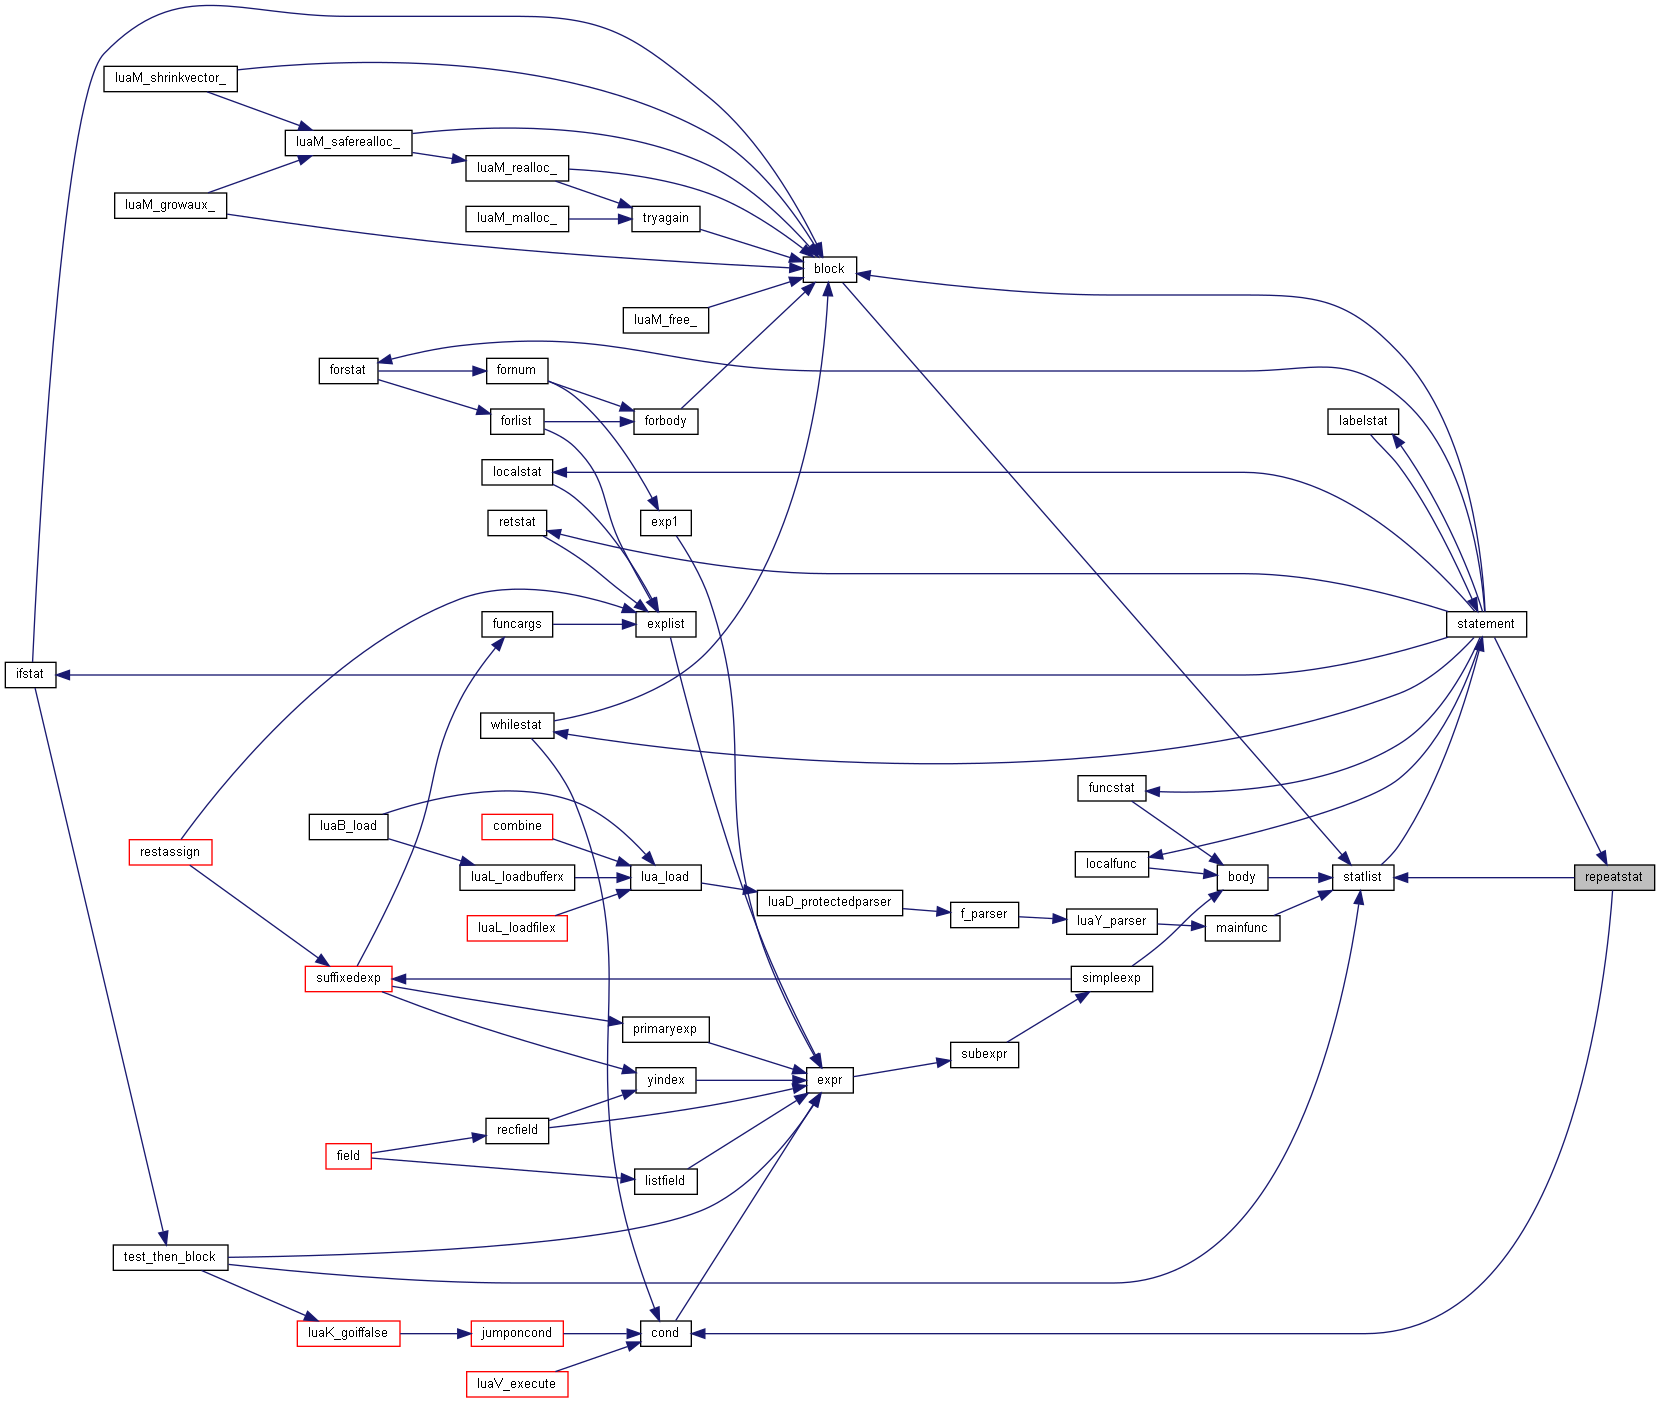 luaM_shrinkvector_
luaM_saferealloc_
luaM_realloc_
luaM_growaux_
luaM_malloc_
tryagain
block
luaM_free_
forstat
fornum
forlist
forbody
labelstat
localstat
retstat
exp1
funcargs
explist
statement
ifstat
whilestat
funcstat
luaB_load
combine
restassign
localfunc
luaL_loadbufferx
lua_load
body
statlist
repeatstat
luaD_protectedparser
f_parser
luaY_parser
mainfunc
luaL_loadfilex
suffixedexp
simpleexp
primaryexp
subexpr
yindex
expr
recfield
field
listfield
test_then_block
luaK_goiffalse
jumponcond
cond
luaV_execute